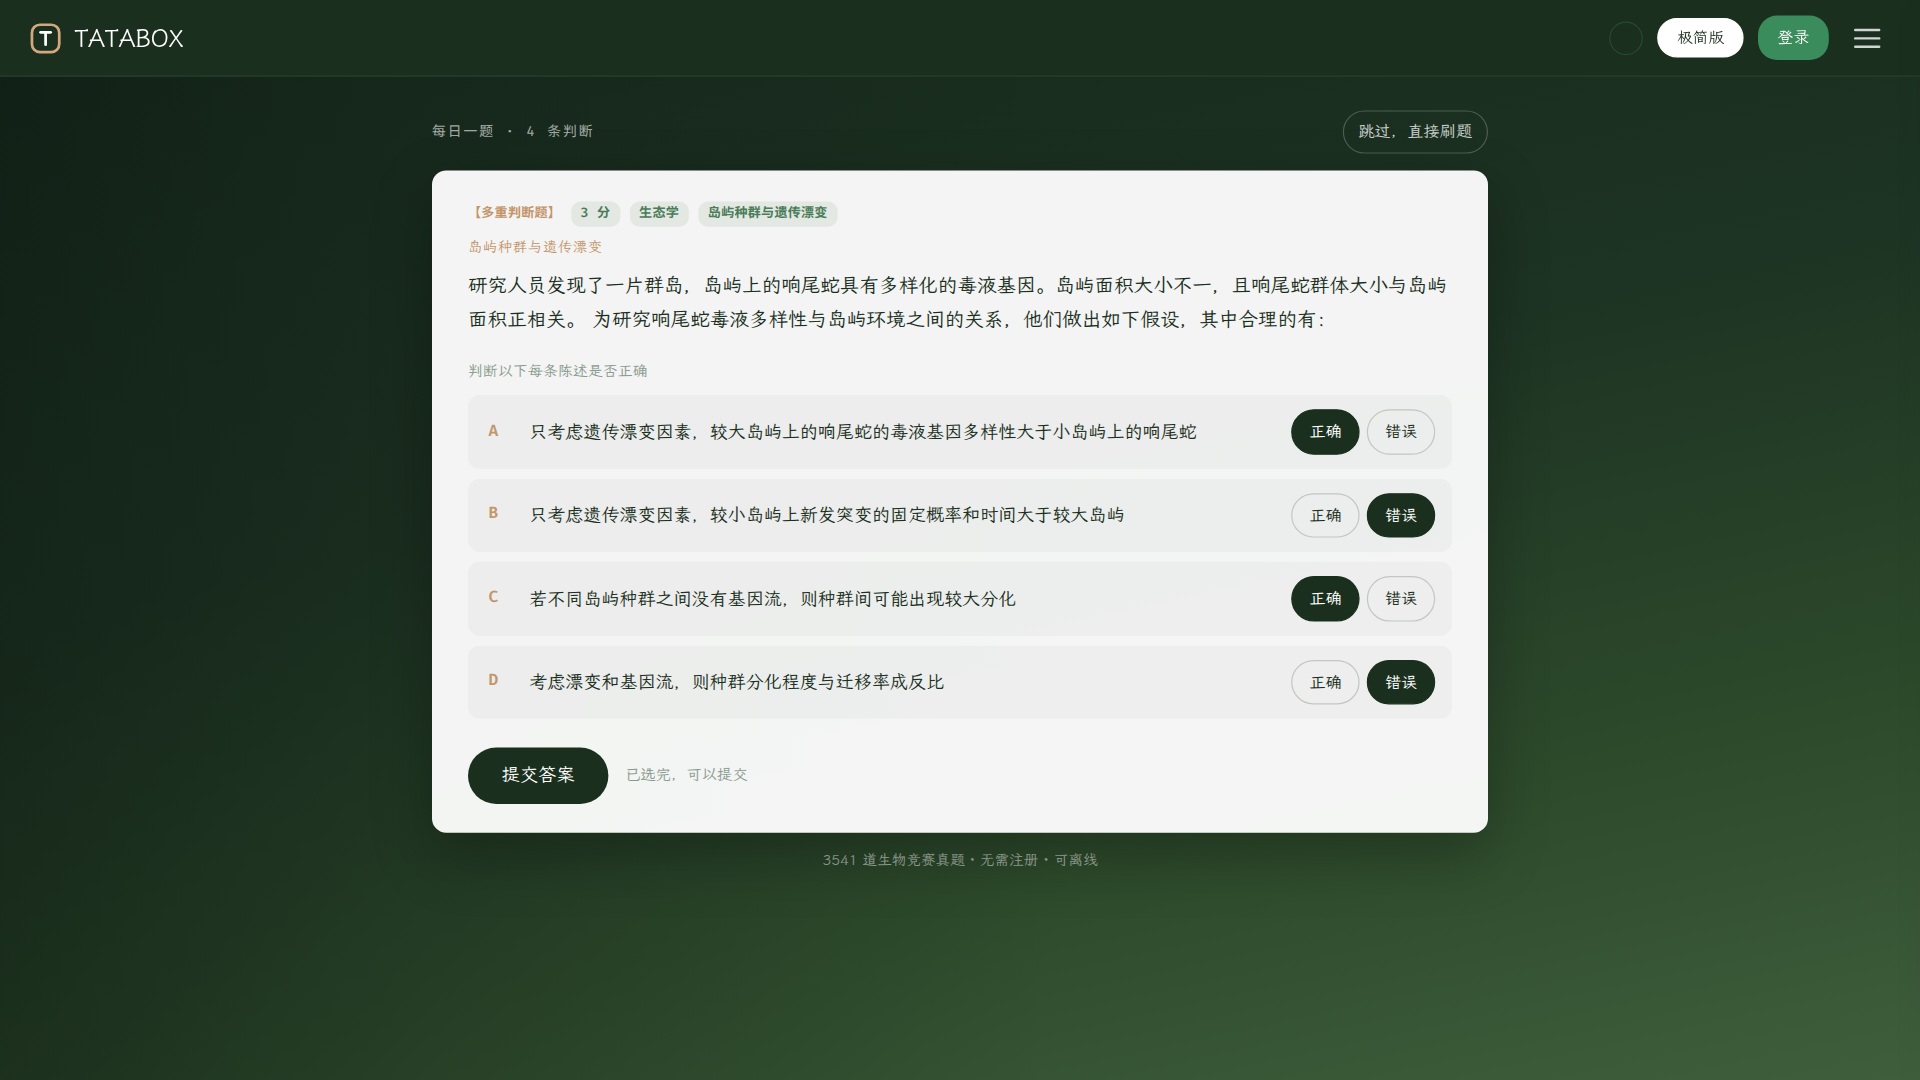 TATABOX
极简版
登录
每日一题 · 4 条判断
跳过，直接刷题
【多重判断题】 3 分 生态学 岛屿种群与遗传漂变
岛屿种群与遗传漂变
研究人员发现了一片群岛，岛屿上的响尾蛇具有多样化的毒液基因。岛屿面积大小不一，且响尾蛇群体大小与岛屿
面积正相关。 为研究响尾蛇毒液多样性与岛屿环境之间的关系，他们做出如下假设，其中合理的有：
判断以下每条陈述是否正确
A 只考虑遗传漂变因素，较大岛屿上的响尾蛇的毒液基因多样性大于小岛屿上的响尾蛇 正确 错误
B 只考虑遗传漂变因素，较小岛屿上新发突变的固定概率和时间大于较大岛屿 正确 错误
C 若不同岛屿种群之间没有基因流，则种群间可能出现较大分化 正确 错误
D 考虑漂变和基因流，则种群分化程度与迁移率成反比 正确 错误
提交答案 已选完，可以提交
3541 道生物竞赛真题·无需注册·可离线